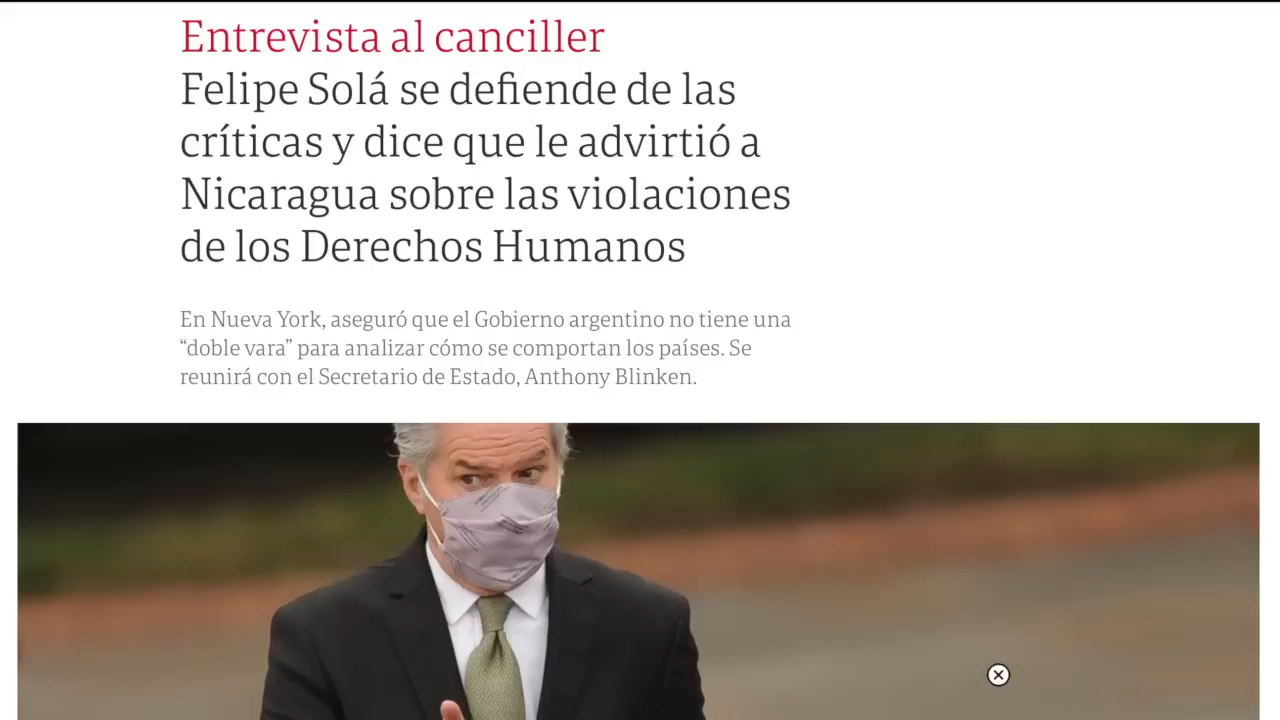 Entrevista al canciller
Felipe Solá se defiende de las
críticas y dice que le advirtió a
Nicaragua sobre las violaciones
de los Derechos Humanos
En Nueva York, aseguró que el Gobierno argentino no tiene una
“doble vara” para analizar cómo se comportan los países. Se
reunirá con el Secretario de Estado, Anthony Blinken.